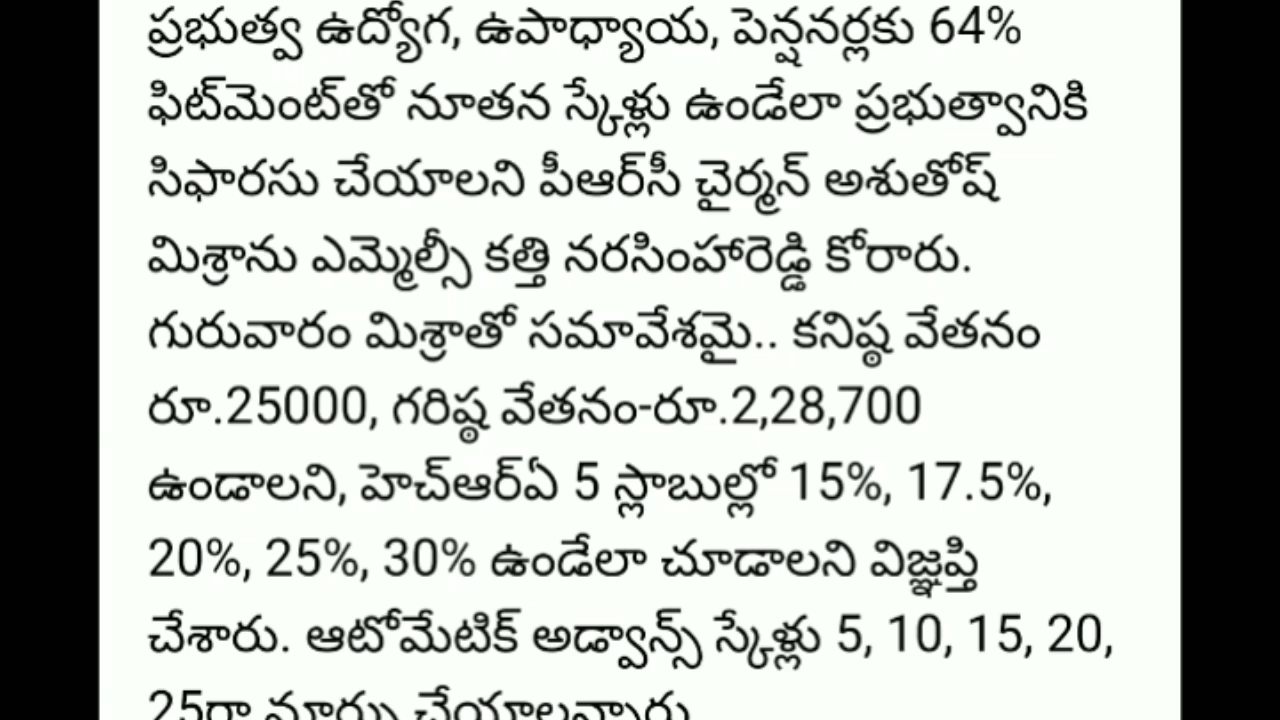 ప్రభుత్వ ఉద్యోగ, ఉపాధ్యాయ, పెన్షనర్లకు 64%
ఫిట్‌మెంట్‌తో నూతన స్కేళ్లు ఉండేలా ప్రభుత్వానికి
సిఫారసు చేయాలని పీఆర్‌సీ చైర్మన్ అశుతోష్
మిశ్రాను ఎమ్మెల్సీ కత్తి నరసింహారెడ్డి కోరారు.
గురువారం మిశ్రాతో సమావేశమై.. కనిష్ఠ వేతనం
రూ.25000, గరిష్ఠ వేతనం-రూ.2,28,700
ఉండాలని, హెచ్ఆర్ఏ 5 స్లాబుల్లో 15%, 17.5%,
20%, 25%, 30% ఉండేలా చూడాలని విజ్ఞప్తి
చేశారు. ఆటోమేటిక్ అడ్వాన్స్ స్కేళ్లు 5, 10, 15, 20,
25గా మార్పు చేయాలన్నారు